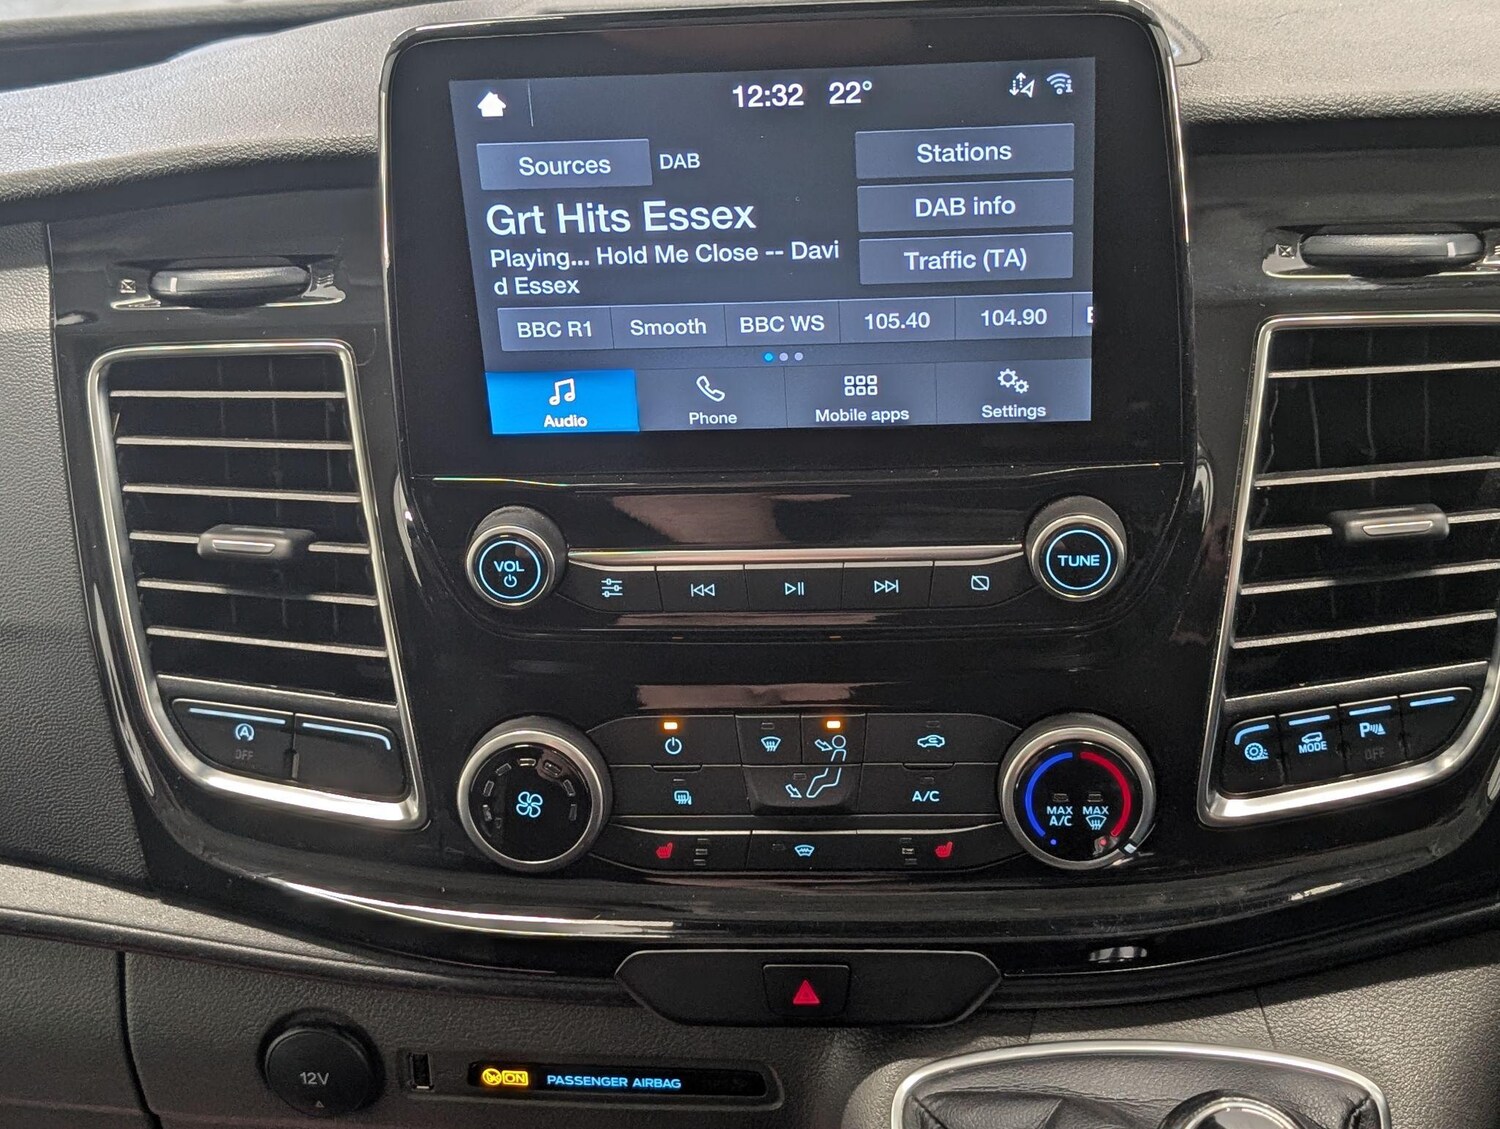 12:32 22°
Sources DAB
Stations
Grt Hits Essex
DAB info
Playing... Hold Me Close -- Davi
d Essex
Traffic (TA)
BBC R1 Smooth BBC WS 105.40 104.90
Audio Phone Mobile apps Settings
VOL
TUNE
A
OFF
MODE
P
OFF
A/C
MAX
A/C
MAX
12V
ON PASSENGER AIRBAG